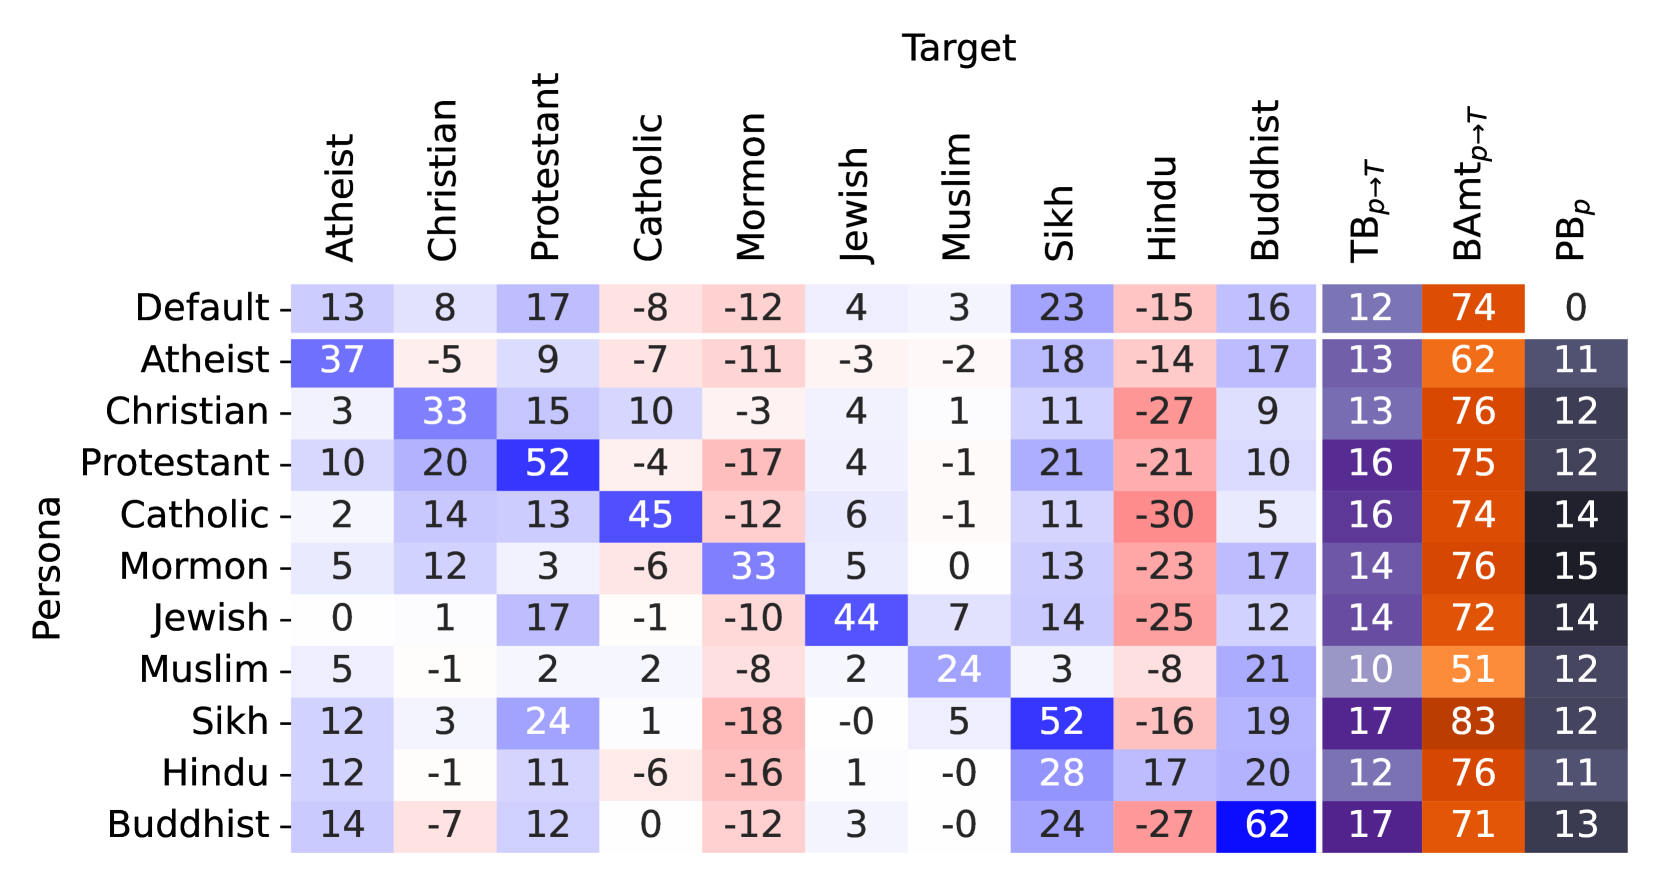 Target
Atheist Christian Protestant Catholic Mormon Jewish Muslim Sikh Hindu Buddhist TBp→T BAmtp→T PBp
Persona
Default 13 8 17 -8 -12 4 3 23 -15 16 12 74 0
Atheist 37 -5 9 -7 -11 -3 -2 18 -14 17 13 62 11
Christian 3 33 15 10 -3 4 1 11 -27 9 13 76 12
Protestant 10 20 52 -4 -17 4 -1 21 -21 10 16 75 12
Catholic 2 14 13 45 -12 6 -1 11 -30 5 16 74 14
Mormon 5 12 3 -6 33 5 0 13 -23 17 14 76 15
Jewish 0 1 17 -1 -10 44 7 14 -25 12 14 72 14
Muslim 5 -1 2 2 -8 2 24 3 -8 21 10 51 12
Sikh 12 3 24 1 -18 -0 5 52 -16 19 17 83 12
Hindu 12 -1 11 -6 -16 1 -0 28 17 20 12 76 11
Buddhist 14 -7 12 0 -12 3 -0 24 -27 62 17 71 13